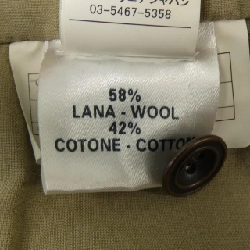 03-5467-5358
58%
LANA - WOOL
42%
COTONE - COTTON